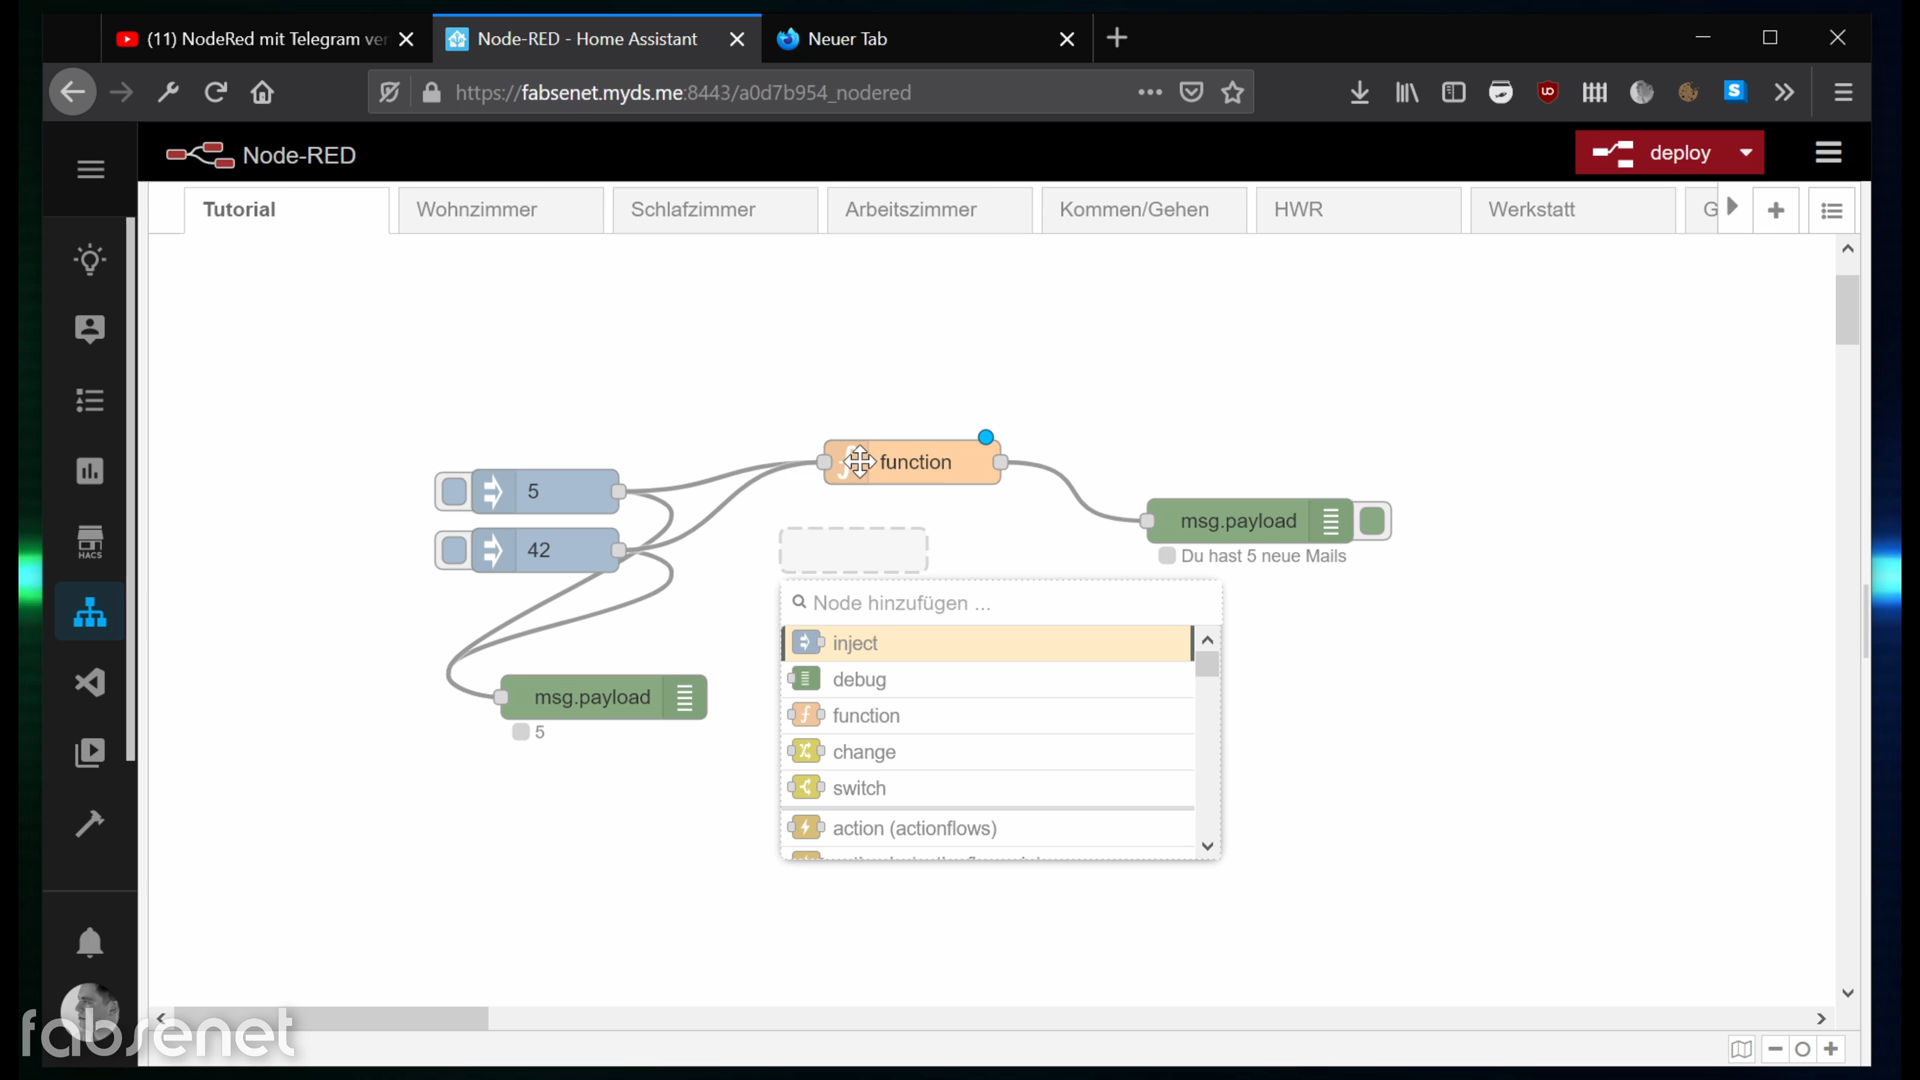 (11) NodeRed mit Telegram ver
Node-RED - Home Assistant
Neuer Tab
https://fabsenet.myds.me:8443/a0d7b954_nodered
UD
S
Node-RED
deploy
Tutorial
Wohnzimmer
Schlafzimmer
Arbeitszimmer
Kommen/Gehen
HWR
Werkstatt
G
HACS
function
5
42
msg.payload
Du hast 5 neue Mails
Node hinzufügen ...
inject
debug
function
change
switch
action (actionflows)
msg.payload
5
fabsenet